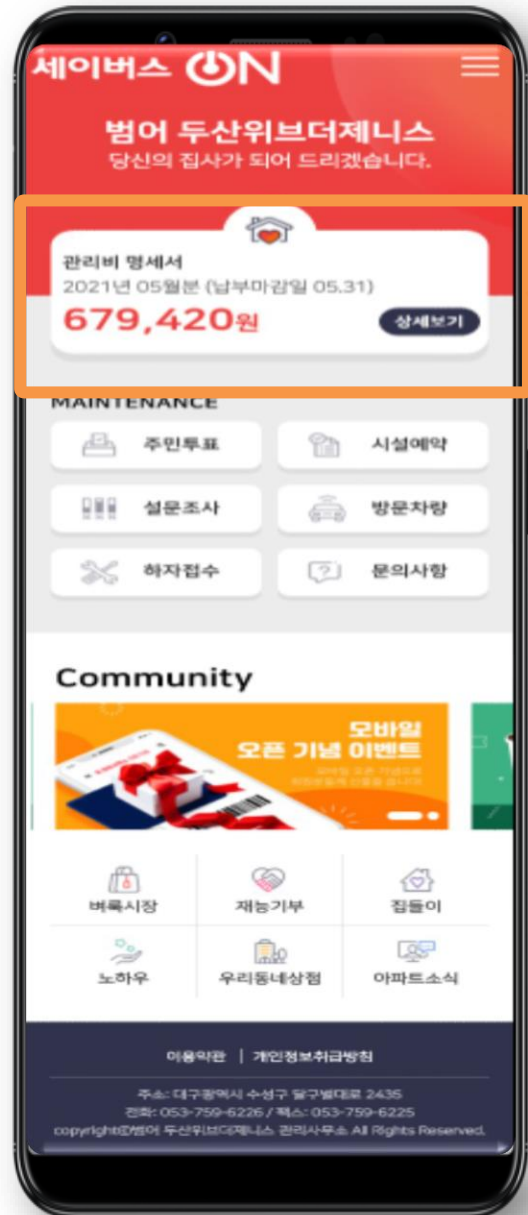 세이버스 ON
범어 두산위브더제니스
당신의 집사가 되어 드리겠습니다.
관리비 명세서
2021년 05월분 (납부마감일 05.31)
679,420원 상세보기
MAINTENANCE
주민투표 시설예약
설문조사 방문차량
하자접수 문의사항
Community
모바일
오픈 기념 이벤트
벼룩시장 재능기부 집들이
노하우 우리동네상점 아파트소식
이용약관 | 개인정보취급방침
주소: 대구광역시 수성구 달구벌대로 2435
전화: 053-759-6226 / 팩스: 053-759-6225
copyright©범어 두산위브더제니스 관리사무소 All Rights Reserved.